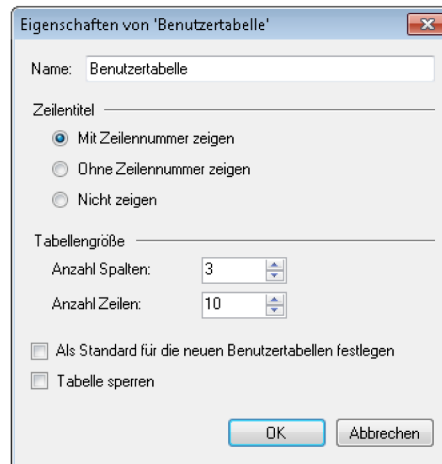 Eigenschaften von 'Benutzertabelle'
Name: Benutzertabelle
Zeilentitel
Mit Zeilennummer zeigen
Ohne Zeilennummer zeigen
Nicht zeigen
Tabellengröße
Anzahl Spalten: 3
Anzahl Zeilen: 10
Als Standard für die neuen Benutzertabellen festlegen
Tabelle sperren
OK Abbrechen